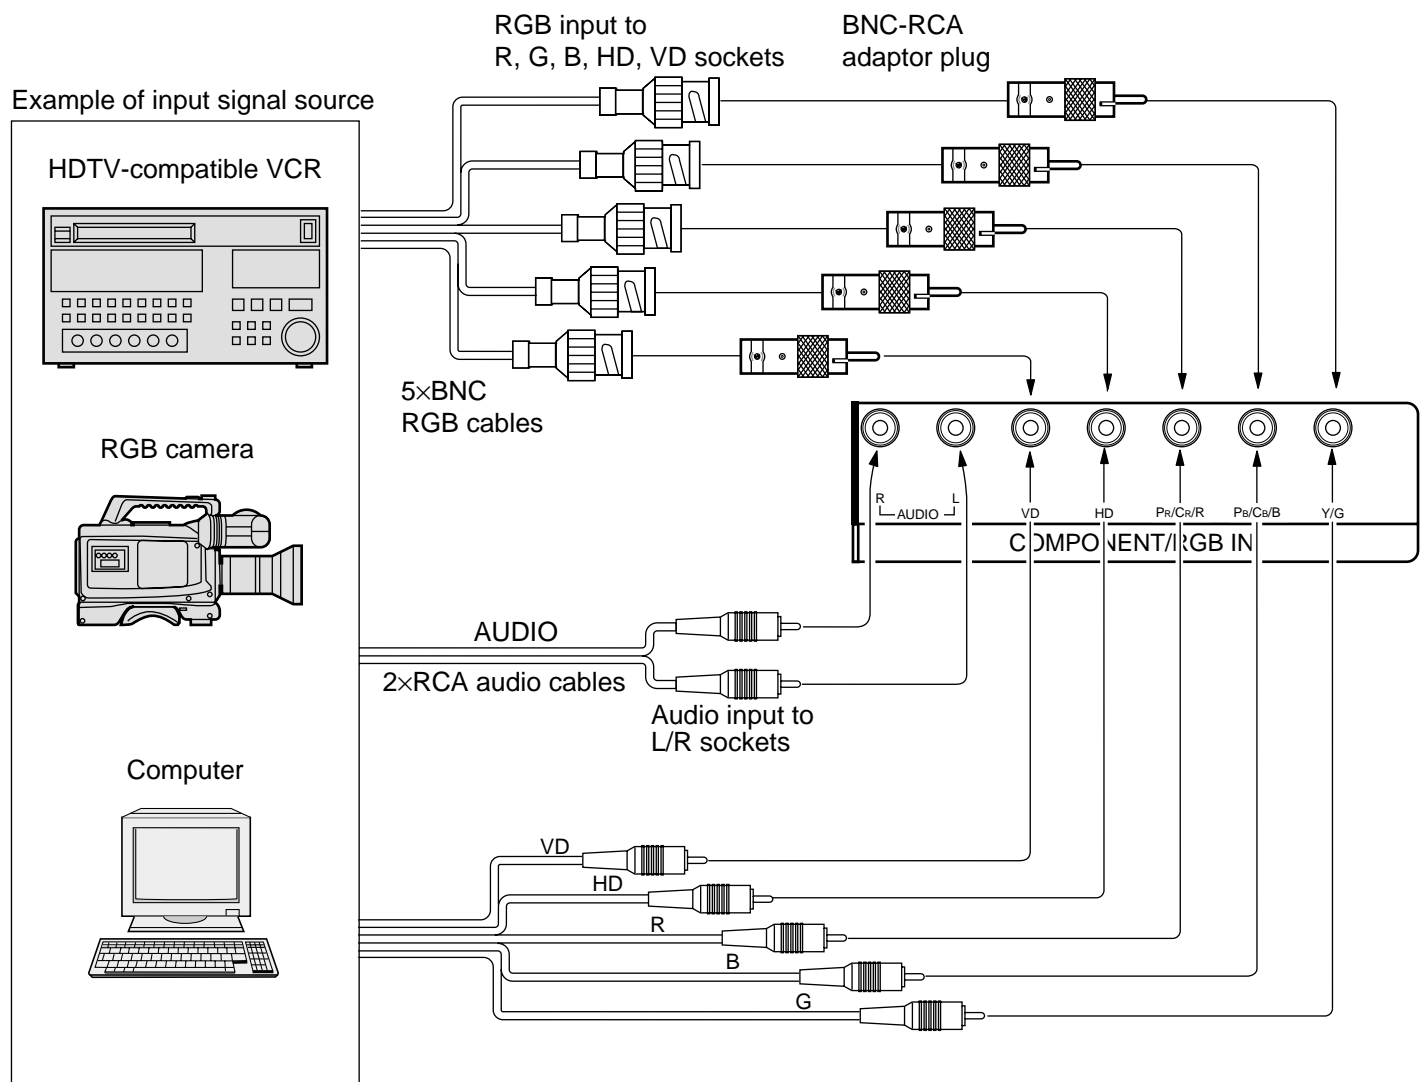 RGB input to
R, G, B, HD, VD sockets
BNC-RCA
adaptor plug
Example of input signal source
HDTV-compatible VCR
5×BNC
RGB cables
RGB camera
R
L
AUDIO
VD
HD
PR/CR/R
PB/CB/B
Y/G
COMPONENT/RGB IN
AUDIO
2×RCA audio cables
Audio input to
L/R sockets
Computer
VD
HD
R
B
G